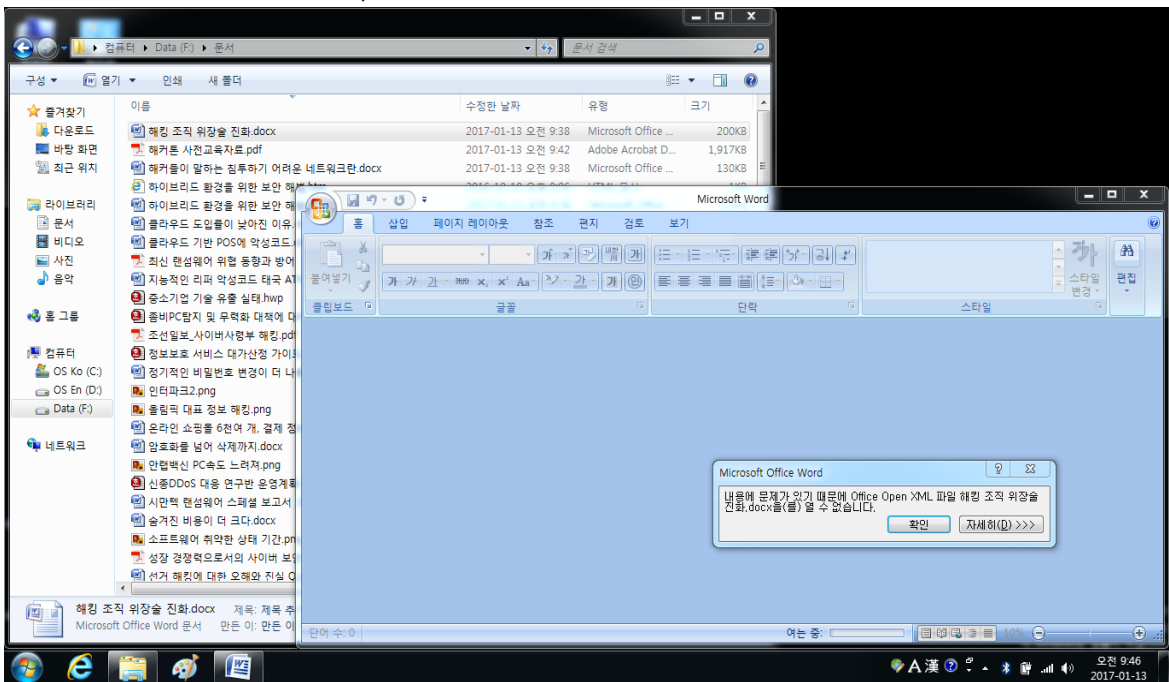 컴퓨터 ▸ Data (F:) ▸ 문서
문서 검색
구성 열기 인쇄 새 폴더
즐겨찾기
다운로드
바탕 화면
최근 위치
라이브러리
문서
비디오
사진
음악
홈 그룹
컴퓨터
OS Ko (C:)
OS En (D:)
Data (F:)
네트워크
이름 수정한 날짜 유형 크기
해킹 조직 위장술 진화.docx 2017-01-13 오전 9:38 Microsoft Office ... 200KB
해커톤 사전교육자료.pdf 2017-01-13 오전 9:42 Adobe Acrobat D... 1,917KB
해커들이 말하는 침투하기 어려운 네트워크란.docx 2017-01-13 오전 9:38 Microsoft Office ... 130KB
하이브리드 환경을 위한 보안
하이브리드 환경을 위한 보안 해
클라우드 도입률이 낮아진 이유.
클라우드 기반 POS에 악성코드.
최신 랜섬웨어 위협 동향과 방어
지능적인 리퍼 악성코드 태국 AT
중소기업 기술 유출 실태.hwp
좀비PC탐지 및 무력화 대책에 대
조선일보_사이버사령부 해킹.pdf
정보보호 서비스 대가산정 가이
정기적인 비밀번호 변경이 더 나
인터파크2.png
올림픽 대표 정보 해킹.png
온라인 쇼핑몰 6천여 개, 결제 정
암호화를 넘어 삭제까지.docx
안랩백신 PC속도 느려져.png
신종DDoS 대응 연구반 운영계획
시만텍 랜섬웨어 스페셜 보고서
숨겨진 비용이 더 크다.docx
소프트웨어 취약한 상태 기간.pn
성장 경쟁력으로서의 사이버 보안
선거 해킹에 대한 오해와 진실
해킹 조직 위장술 진화.docx 제목: 제목 추
Microsoft Office Word 문서 만든 이: 만든 이
Microsoft Word
홈 삽입 페이지 레이아웃 참조 편지 검토 보기
붙여넣기
스타일 변경
편집
클립보드 글꼴 단락 스타일
Microsoft Office Word
내용에 문제가 있기 때문에 Office Open XML 파일 해킹 조직 위장술
진화.docx을(를) 열 수 없습니다.
확인 자세히(D) >>>
단어 수: 0 여는 중: 10%
A 漢
오전 9:46
2017-01-13